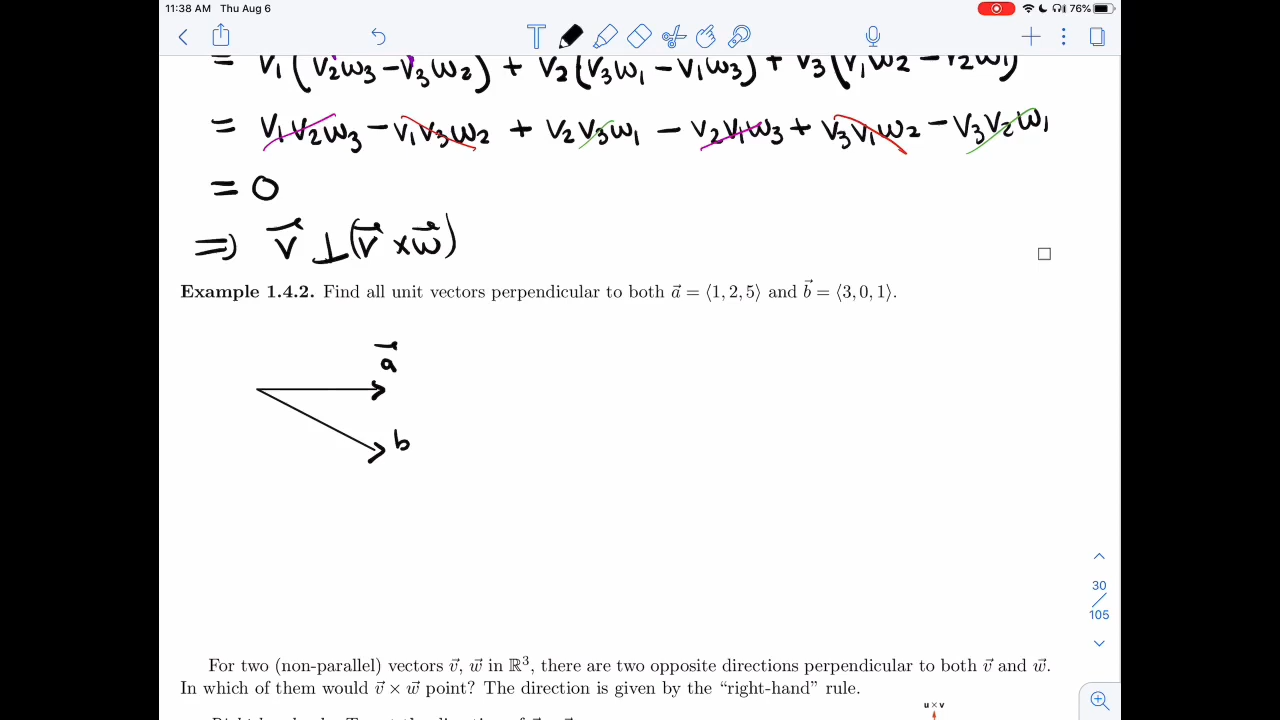 11:38 AM Thu Aug 6
76%
T
= v₁(v₂w₃ − v₃w₂) + v₂(v₃w₁ − v₁w₃) + v₃(v₁w₂ − v₂w₁)
= v₁v₂w₃ − v₁v₃w₂ + v₂v₃w₁ − v₂v₁w₃ + v₃v₁w₂ − v₃v₂w₁
= 0
⇒ v⃗ ⊥ (v⃗ × w⃗)
□
Example 1.4.2. Find all unit vectors perpendicular to both a⃗ = ⟨1, 2, 5⟩ and b⃗ = ⟨3, 0, 1⟩.
a⃗
b
30
105
For two (non-parallel) vectors v⃗, w⃗ in ℝ³, there are two opposite directions perpendicular to both v⃗ and w⃗.
In which of them would v⃗ × w⃗ point? The direction is given by the “right-hand” rule.
u × v